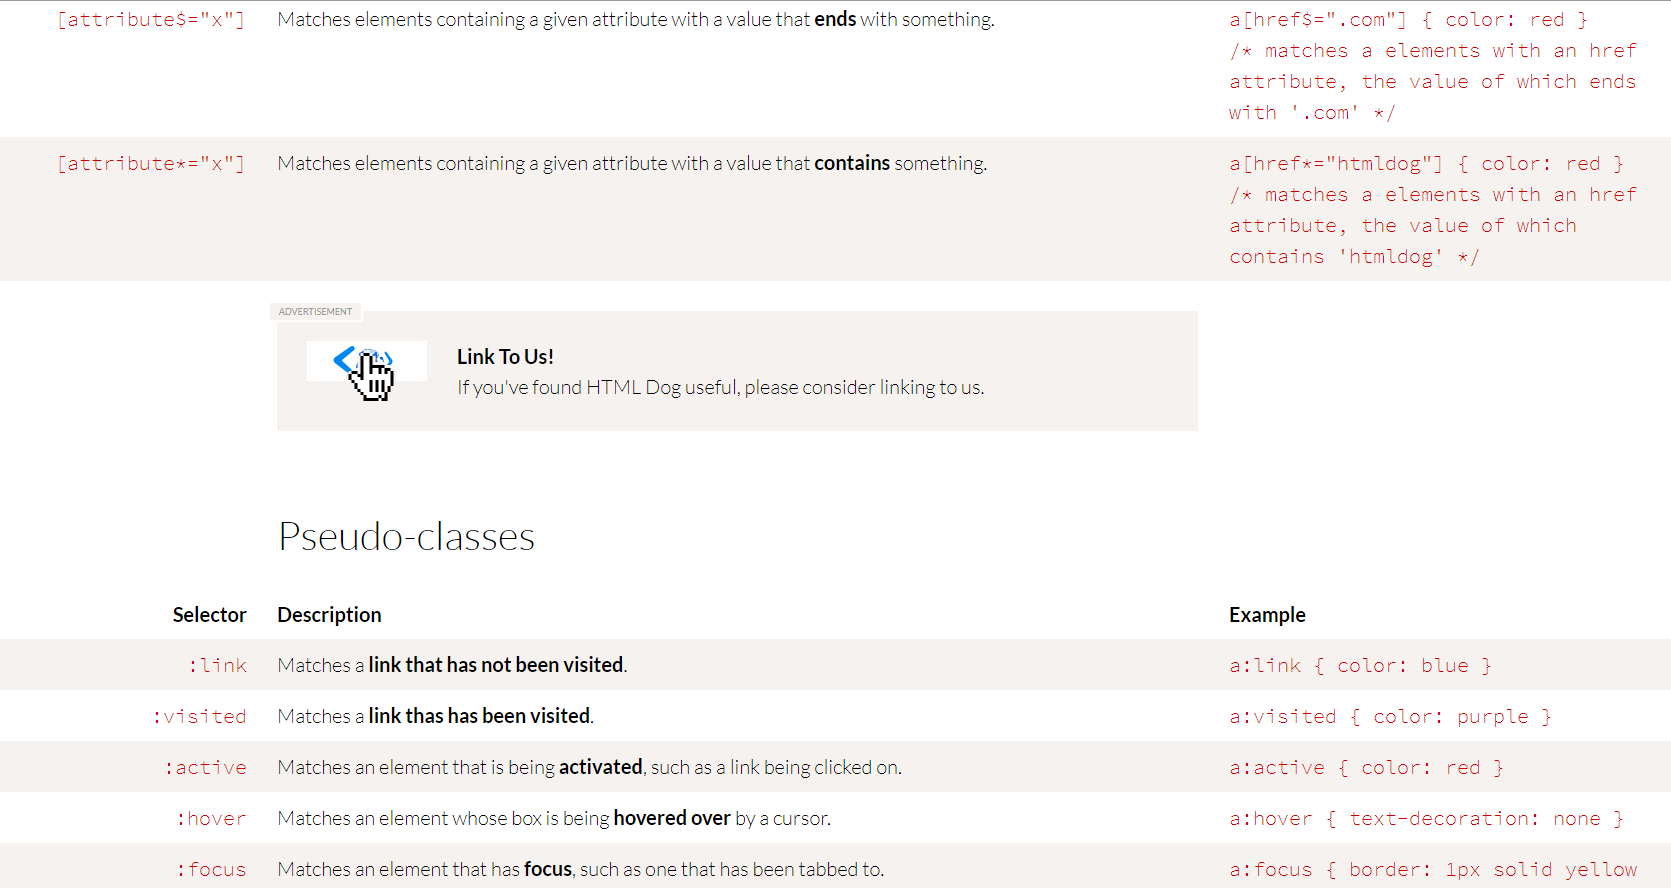 [attribute$="x"] Matches elements containing a given attribute with a value that ends with something. a[href$=".com"] { color: red }
/* matches a elements with an href
attribute, the value of which ends
with '.com' */
[attribute*="x"] Matches elements containing a given attribute with a value that contains something. a[href*="htmldog"] { color: red }
/* matches a elements with an href
attribute, the value of which
contains 'htmldog' */
ADVERTISEMENT
Link To Us!
If you've found HTML Dog useful, please consider linking to us.
Pseudo-classes
Selector Description Example
:link Matches a link that has not been visited. a:link { color: blue }
:visited Matches a link thas has been visited. a:visited { color: purple }
:active Matches an element that is being activated, such as a link being clicked on. a:active { color: red }
:hover Matches an element whose box is being hovered over by a cursor. a:hover { text-decoration: none }
:focus Matches an element that has focus, such as one that has been tabbed to. a:focus { border: 1px solid yellow